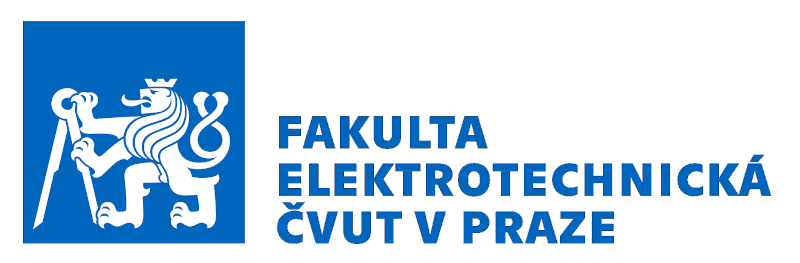 FAKULTA
ELEKTROTECHNICKÁ
ČVUT V PRAZE